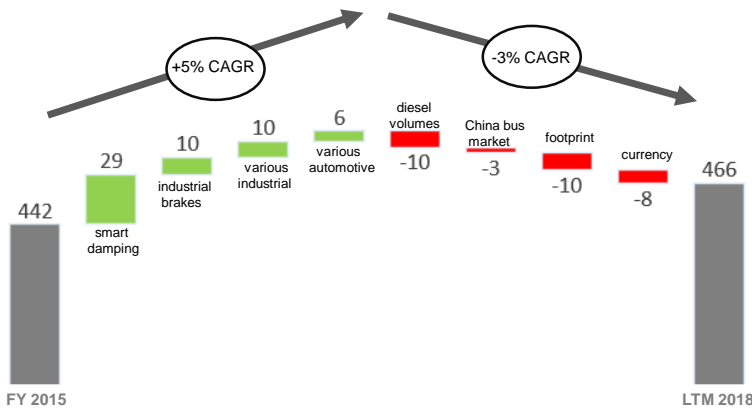 +5% CAGR
-3% CAGR
442
29
smart
damping
10
industrial
brakes
10
various
industrial
6
various
automotive
diesel
volumes
-10
China bus
market
-3
footprint
-10
currency
-8
466
FY 2015
LTM 2018